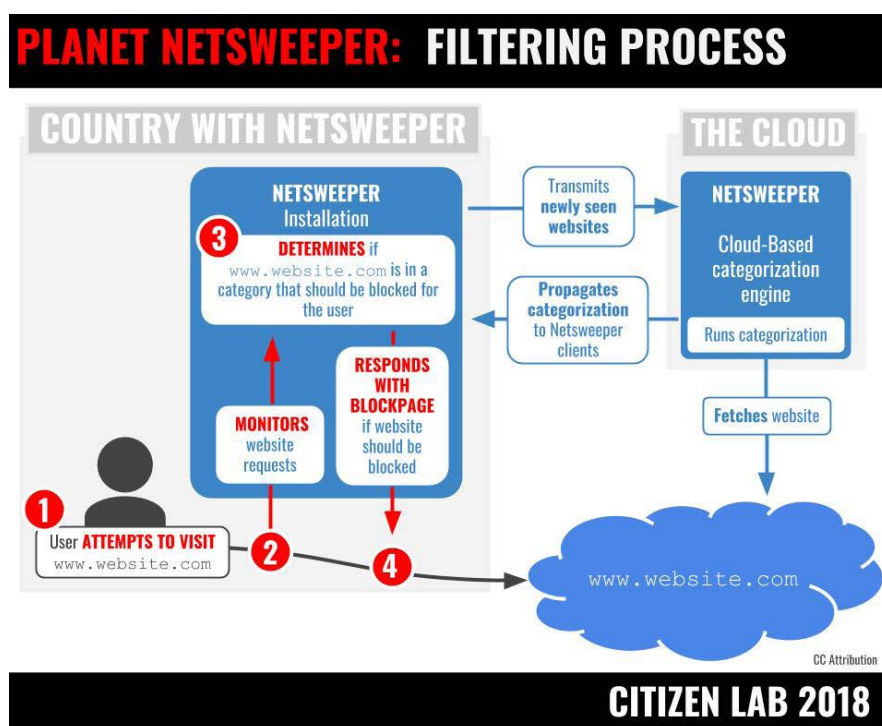 PLANET NETSWEEPER: FILTERING PROCESS
COUNTRY WITH NETSWEEPER
NETSWEEPER
Installation
3
DETERMINES if
www.website.com is in a
category that should be blocked for
the user
MONITORS
website
requests
RESPONDS
WITH
BLOCKPAGE
if website
should be
blocked
1
User ATTEMPTS TO VISIT
www.website.com
2
4
Transmits
newly seen
websites
Propagates
categorization
to Netsweeper
clients
THE CLOUD
NETSWEEPER
Cloud-Based
categorization
engine
Runs categorization
Fetches website
www.website.com
CC Attribution
CITIZEN LAB 2018